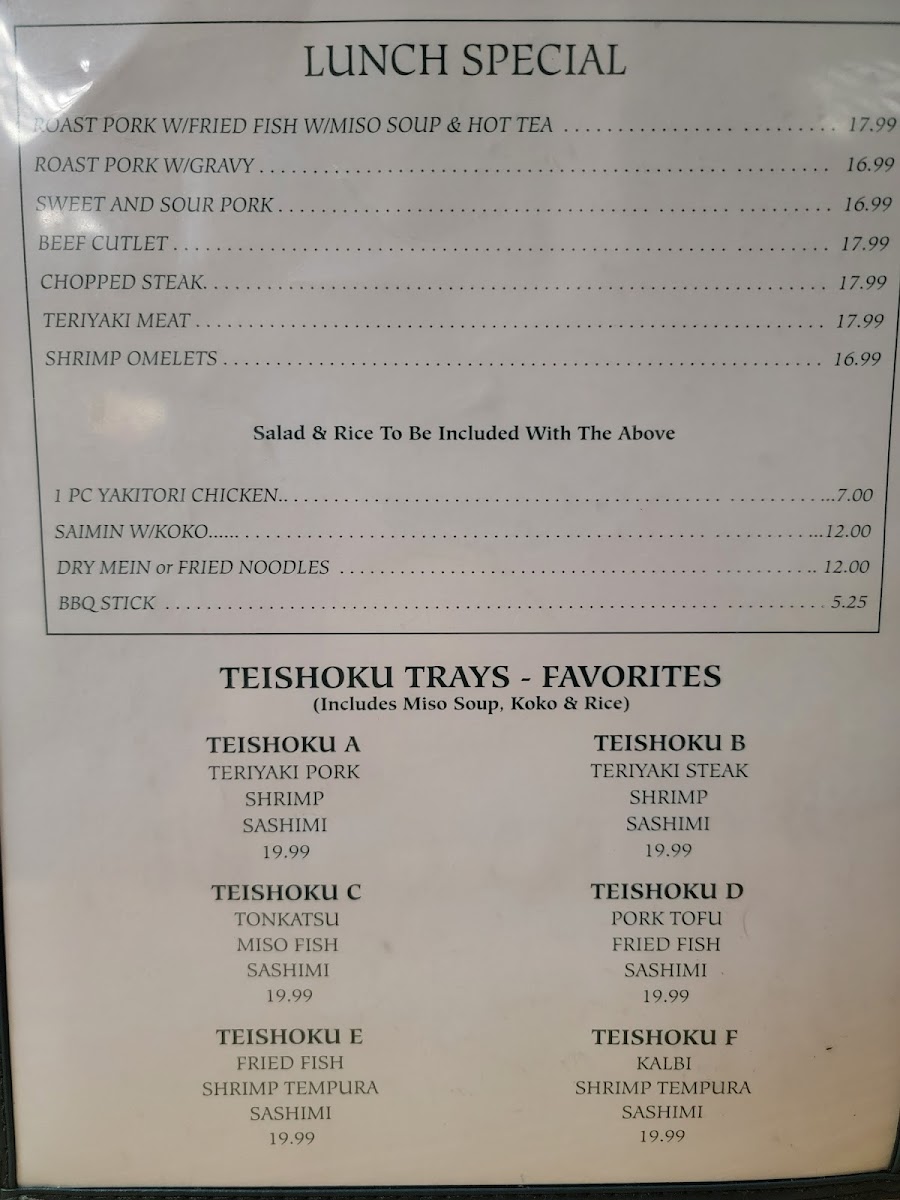 LUNCH SPECIAL
ROAST PORK W/FRIED FISH W/MISO SOUP & HOT TEA 17.99
ROAST PORK W/GRAVY 16.99
SWEET AND SOUR PORK 16.99
BEEF CUTLET 17.99
CHOPPED STEAK 17.99
TERIYAKI MEAT 17.99
SHRIMP OMELETS 16.99
Salad & Rice To Be Included With The Above
1 PC YAKITORI CHICKEN 7.00
SAIMIN W/KOKO 12.00
DRY MEIN or FRIED NOODLES 12.00
BBQ STICK 5.25
TEISHOKU TRAYS - FAVORITES
(Includes Miso Soup, Koko & Rice)
TEISHOKU A
TERIYAKI PORK
SHRIMP
SASHIMI
19.99
TEISHOKU B
TERIYAKI STEAK
SHRIMP
SASHIMI
19.99
TEISHOKU C
TONKATSU
MISO FISH
SASHIMI
19.99
TEISHOKU D
PORK TOFU
FRIED FISH
SASHIMI
19.99
TEISHOKU E
FRIED FISH
SHRIMP TEMPURA
SASHIMI
19.99
TEISHOKU F
KALBI
SHRIMP TEMPURA
SASHIMI
19.99